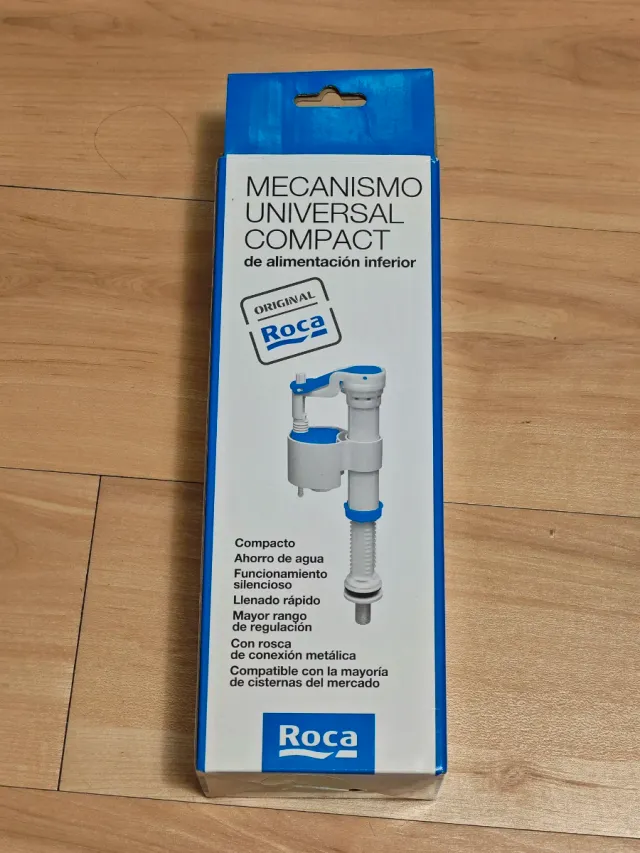 MECANISMO
UNIVERSAL
COMPACT
de alimentación inferior
ORIGINAL
Roca
Compacto
Ahorro de agua
Funcionamiento
silencioso
Llenado rápido
Mayor rango
de regulación
Con rosca
de conexión metálica
Compatible con la mayoría
de cisternas del mercado
Roca